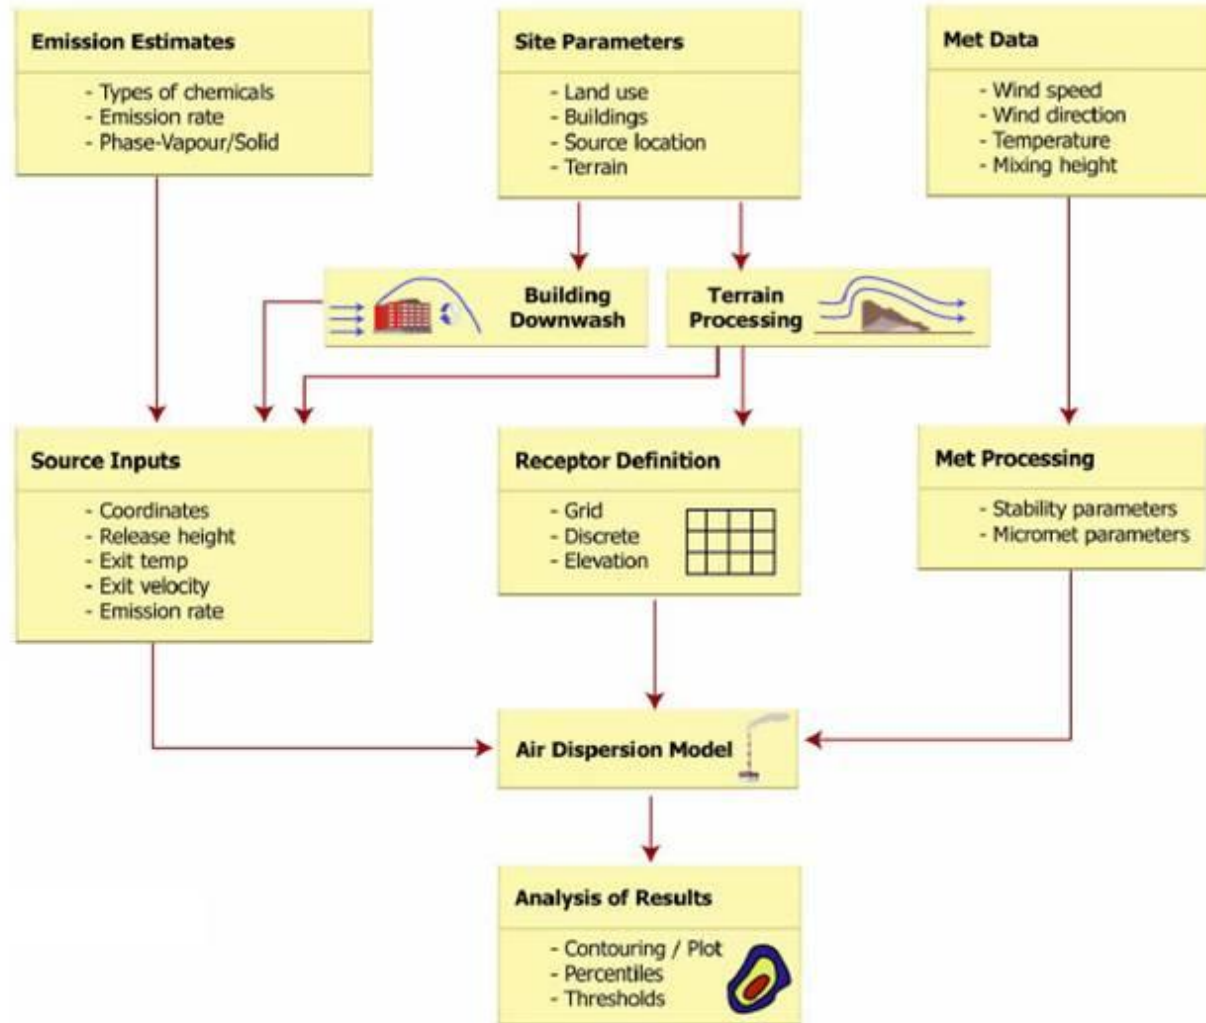 Emission Estimates
- Types of chemicals
- Emission rate
- Phase-Vapour/Solid
Site Parameters
- Land use
- Buildings
- Source location
- Terrain
Met Data
- Wind speed
- Wind direction
- Temperature
- Mixing height
Building
Downwash
Terrain
Processing
Source Inputs
- Coordinates
- Release height
- Exit temp
- Exit velocity
- Emission rate
Receptor Definition
- Grid
- Discrete
- Elevation
Met Processing
- Stability parameters
- Micromet parameters
Air Dispersion Model
Analysis of Results
- Contouring / Plot
- Percentiles
- Thresholds